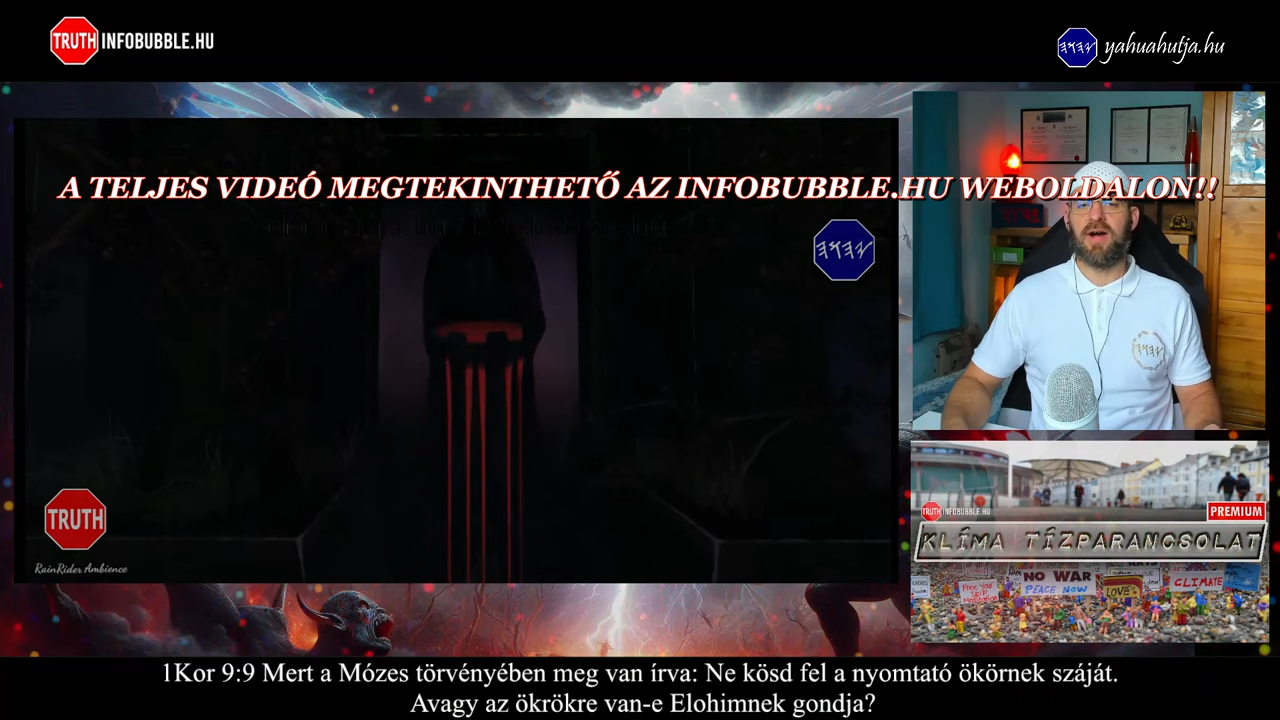 TRUTH INFOBUBBLE.HU
yahuahutja.hu
A TELJES VIDEÓ MEGTEKINTHETŐ AZ INFOBUBBLE.HU WEBOLDALON!!
TRUTH
RainRider Ambience
TRUTH INFOBUBBLE.HU
PREMIUM
KLÍMA TÍZPARANCSOLAT
NO WAR
PEACE NOW
LOVE
CLIMATE
1Kor 9:9 Mert a Mózes törvényében meg van írva: Ne kösd fel a nyomtató ökörnek száját.
Avagy az ökrökre van-e Elohimnek gondja?